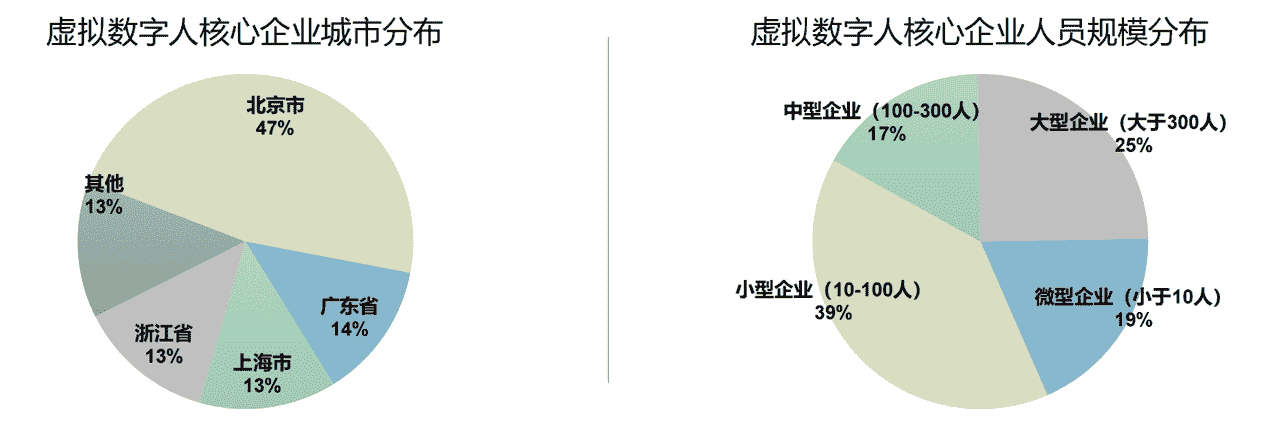 虚拟数字人核心企业城市分布
北京市
47%
其他
13%
广东省
14%
浙江省
13%
上海市
13%
虚拟数字人核心企业人员规模分布
中型企业（100-300人）
17%
大型企业（大于300人）
25%
小型企业（10-100人）
39%
微型企业（小于10人）
19%